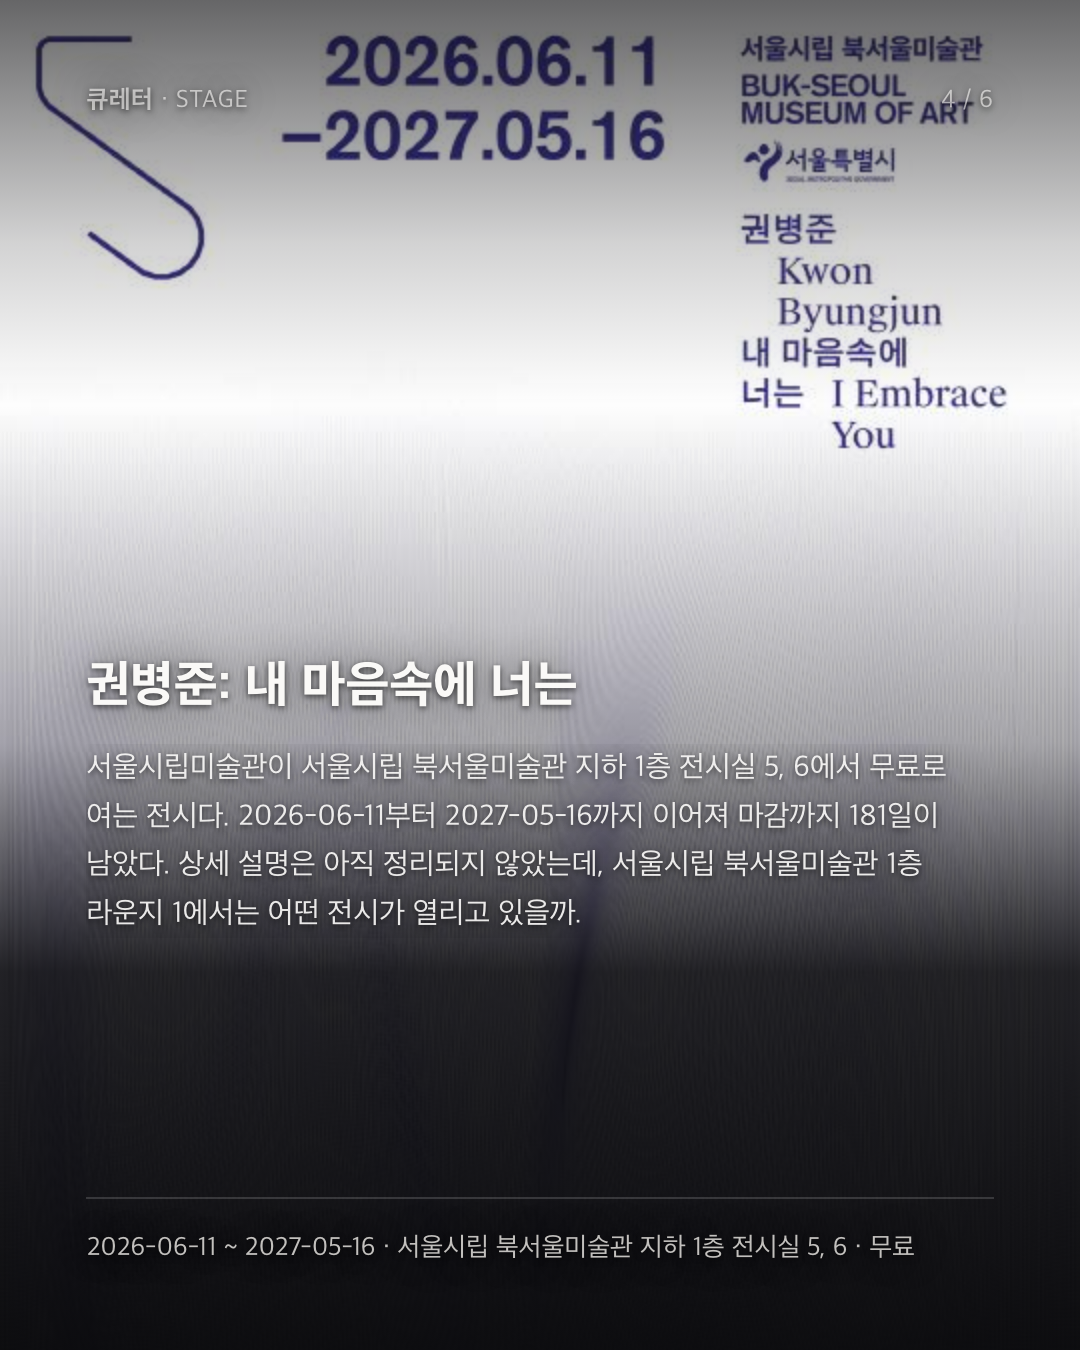 큐레터 · STAGE
4 / 6
2026.06.11
–2027.05.16
서울시립 북서울미술관
BUK-SEOUL
MUSEUM OF ART
서울특별시
SEOUL METROPOLITAN GOVERNMENT
권병준
Kwon
Byungjun
내 마음속에
너는 I Embrace
You
권병준: 내 마음속에 너는
서울시립미술관이 서울시립 북서울미술관 지하 1층 전시실 5, 6에서 무료로
여는 전시다. 2026-06-11부터 2027-05-16까지 이어져 마감까지 181일이
남았다. 상세 설명은 아직 정리되지 않았는데, 서울시립 북서울미술관 1층
라운지 1에서는 어떤 전시가 열리고 있을까.
2026-06-11 ~ 2027-05-16 · 서울시립 북서울미술관 지하 1층 전시실 5, 6 · 무료